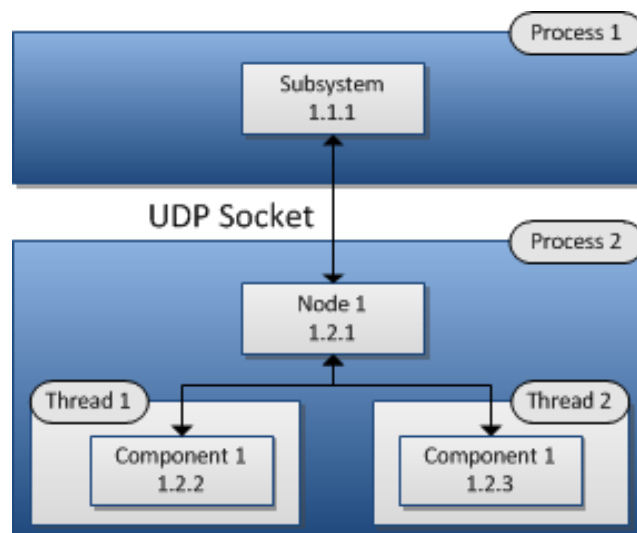 Process 1
Subsystem
1.1.1
UDP Socket
Process 2
Node 1
1.2.1
Thread 1
Thread 2
Component 1
1.2.2
Component 1
1.2.3